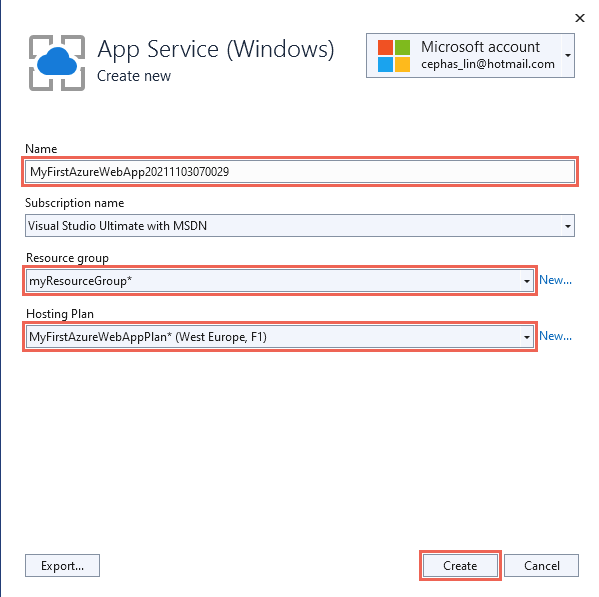 App Service (Windows)
Create new
Microsoft account
cephas_lin@hotmail.com
Name
MyFirstAzureWebApp20211103070029
Subscription name
Visual Studio Ultimate with MSDN
Resource group
myResourceGroup*
New...
Hosting Plan
MyFirstAzureWebAppPlan* (West Europe, F1)
New...
Export...
Create
Cancel